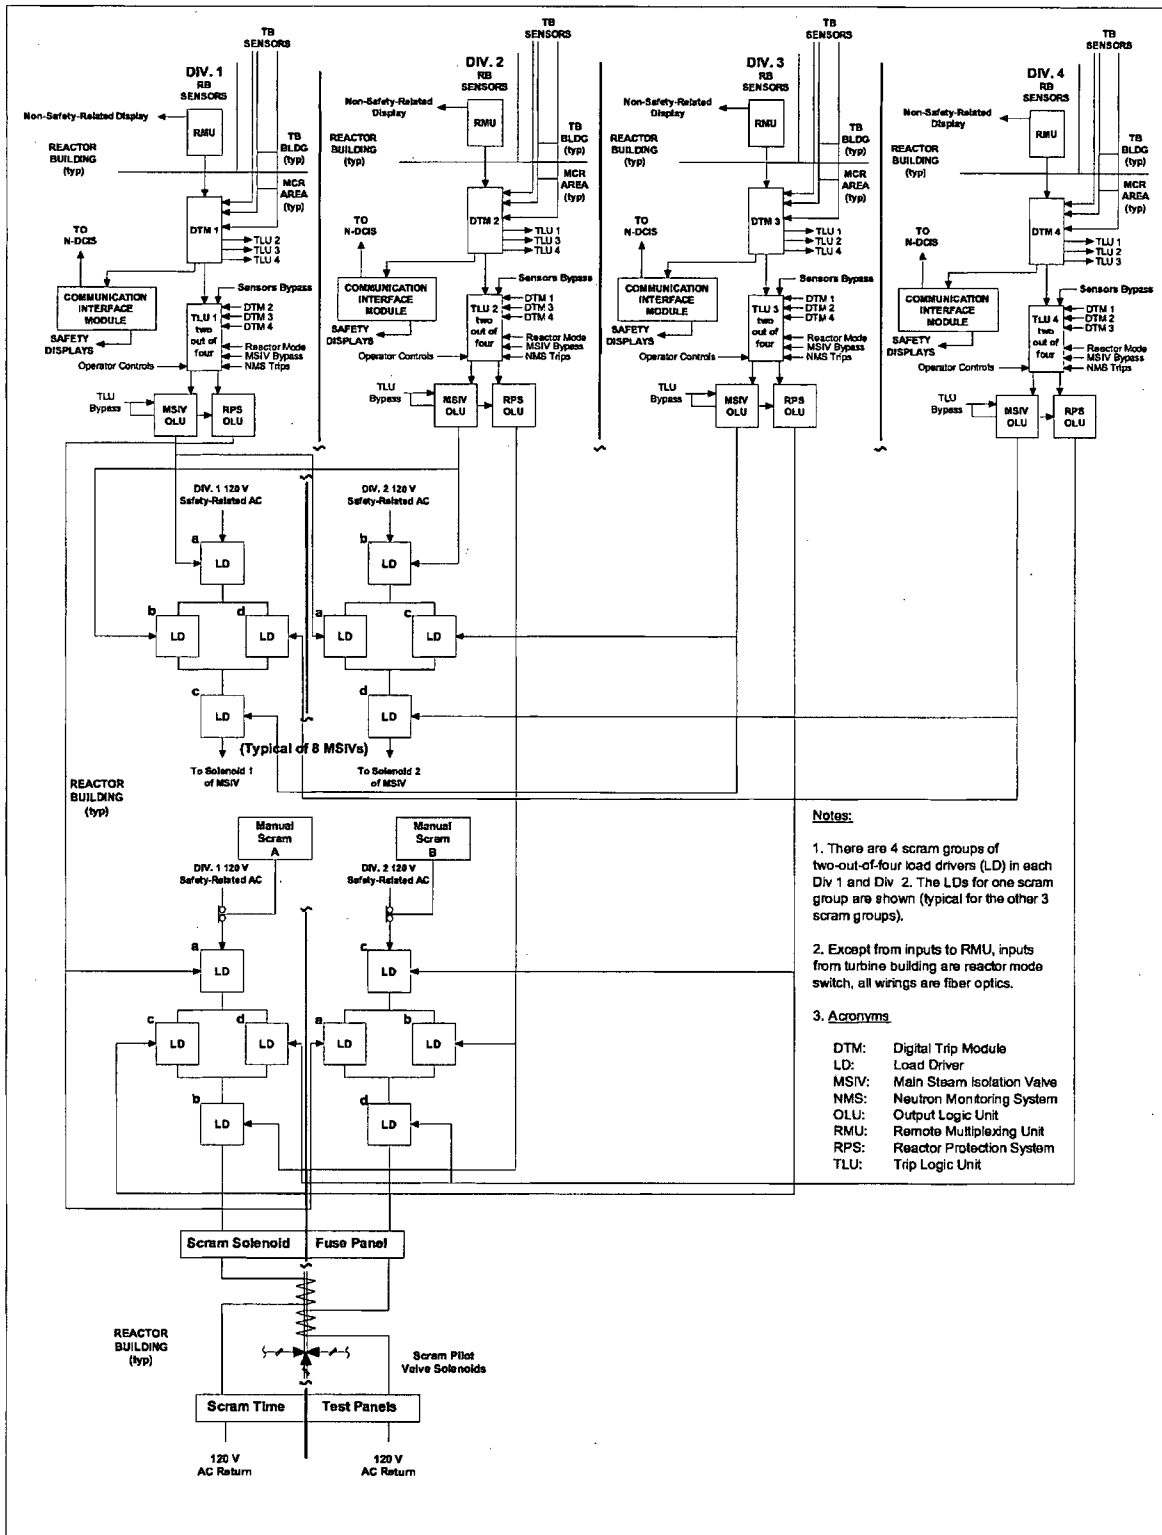 TB
SENSORS
DIV. 1
RB
SENSORS
Non-Safety-Related Display
RMU
REACTOR
BUILDING
(typ)
TB
BLDG
(typ)
MCR
AREA
(typ)
DTM 1
TLU 2
TLU 3
TLU 4
TO
N-DCIS
COMMUNICATION
INTERFACE
MODULE
SAFETY
DISPLAYS
Sensors Bypass
TLU 1
two
out of
four
DTM 2
DTM 3
DTM 4
Reactor Mode
MSIV Bypass
NMS Trips
Operator Controls
TLU
Bypass
MSIV
OLU
RPS
OLU
TB
SENSORS
DIV. 2
RB
SENSORS
Non-Safety-Related
Display
RMU
REACTOR
BUILDING
(typ)
TB
BLDG
(typ)
MCR
AREA
(typ)
DTM 2
TLU 1
TLU 3
TLU 4
TO
N-DCIS
COMMUNICATION
INTERFACE
MODULE
SAFETY
DISPLAYS
Sensors Bypass
TLU 2
two
out of
four
DTM 1
DTM 3
DTM 4
Reactor Mode
MSIV Bypass
NMS Trips
Operator Controls
TLU
Bypass
MSIV
OLU
RPS
OLU
TB
SENSORS
DIV. 3
RB
SENSORS
Non-Safety-Related
Display
RMU
REACTOR
BUILDING
(typ)
TB
BLDG
(typ)
MCR
AREA
(typ)
DTM 3
TLU 1
TLU 2
TLU 4
TO
N-DCIS
COMMUNICATION
INTERFACE
MODULE
SAFETY
DISPLAYS
Sensors Bypass
TLU 3
two
out of
four
DTM 1
DTM 2
DTM 4
Reactor Mode
MSIV Bypass
NMS Trips
Operator Controls
TLU
Bypass
MSIV
OLU
RPS
OLU
TB
SENSORS
DIV. 4
RB
SENSORS
Non-Safety-Related
Display
RMU
REACTOR
BUILDING
(typ)
TB
BLDG
(typ)
MCR
AREA
(typ)
DTM 4
TLU 1
TLU 2
TLU 3
TO
N-DCIS
COMMUNICATION
INTERFACE
MODULE
SAFETY
DISPLAYS
Sensors Bypass
TLU 4
two
out of
four
DTM 1
DTM 2
DTM 3
Reactor Mode
MSIV Bypass
NMS Trips
Operator Controls
TLU
Bypass
MSIV
OLU
RPS
OLU
DIV. 1 120 V
Safety-Related AC
DIV. 2 120 V
Safety-Related AC
a
LD
b
LD
b
LD
d
LD
a
LD
c
LD
c
LD
d
LD
(Typical of 8 MSIVs)
To Solenoid 1
of MSIV
To Solenoid 2
of MSIV
REACTOR
BUILDING
(typ)
Manual
Scram
A
Manual
Scram
B
DIV. 1 120 V
Safety-Related AC
DIV. 2 120 V
Safety-Related AC
a
LD
c
LD
c
LD
d
LD
a
LD
b
LD
b
LD
d
LD
Scram Solenoid
Fuse Panel
REACTOR
BUILDING
(typ)
Scram Pilot
Valve Solenoids
Scram Time
Test Panels
120 V
AC Return
120 V
AC Return
Notes:
1. There are 4 scram groups of
two-out-of-four load drivers (LD) in each
Div 1 and Div 2. The LDs for one scram
group are shown (typical for the other 3
scram groups).
2. Except from inputs to RMU, inputs
from turbine building are reactor mode
switch, all wirings are fiber optics.
3. Acronyms
DTM: Digital Trip Module
LD: Load Driver
MSIV: Main Steam Isolation Valve
NMS: Neutron Monitoring System
OLU: Output Logic Unit
RMU: Remote Multiplexing Unit
RPS: Reactor Protection System
TLU: Trip Logic Unit